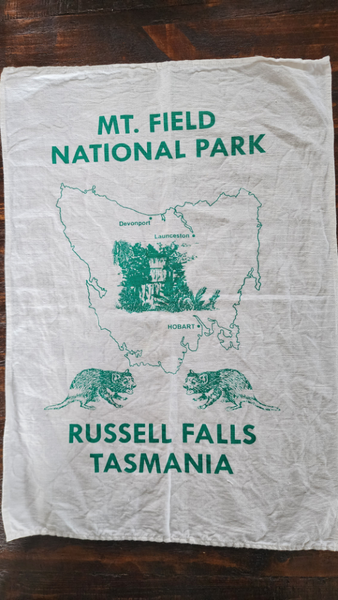 MT. FIELD
NATIONAL PARK
Devonport
Launceston
HOBART
RUSSELL FALLS
TASMANIA